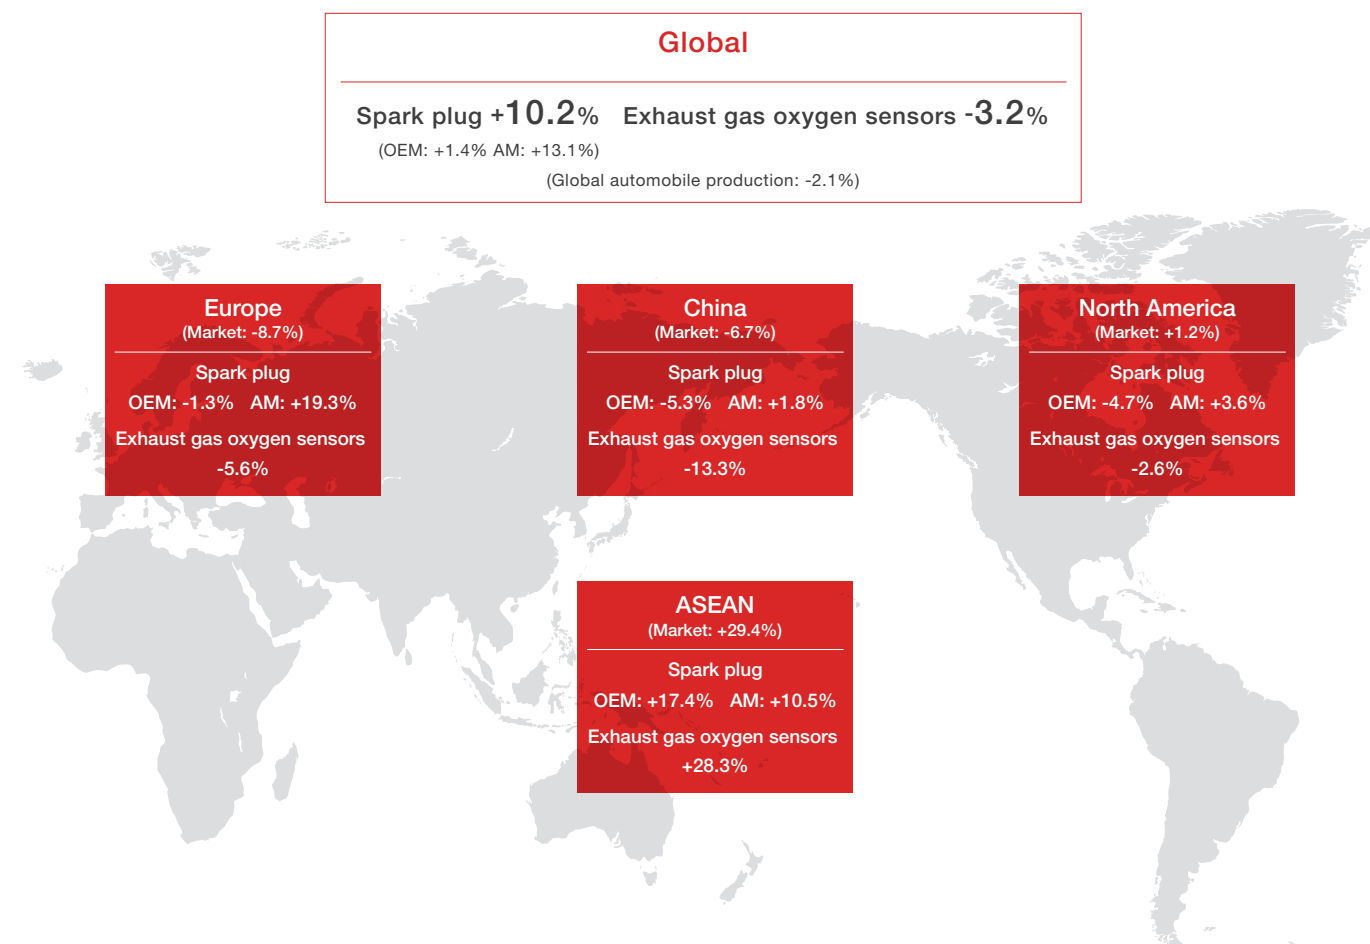 Global
Spark plug +10.2% Exhaust gas oxygen sensors -3.2%
(OEM: +1.4% AM: +13.1%)
(Global automobile production: -2.1%)
Europe
(Market: -8.7%)
Spark plug
OEM: -1.3% AM: +19.3%
Exhaust gas oxygen sensors
-5.6%
China
(Market: -6.7%)
Spark plug
OEM: -5.3% AM: +1.8%
Exhaust gas oxygen sensors
-13.3%
North America
(Market: +1.2%)
Spark plug
OEM: -4.7% AM: +3.6%
Exhaust gas oxygen sensors
-2.6%
ASEAN
(Market: +29.4%)
Spark plug
OEM: +17.4% AM: +10.5%
Exhaust gas oxygen sensors
+28.3%